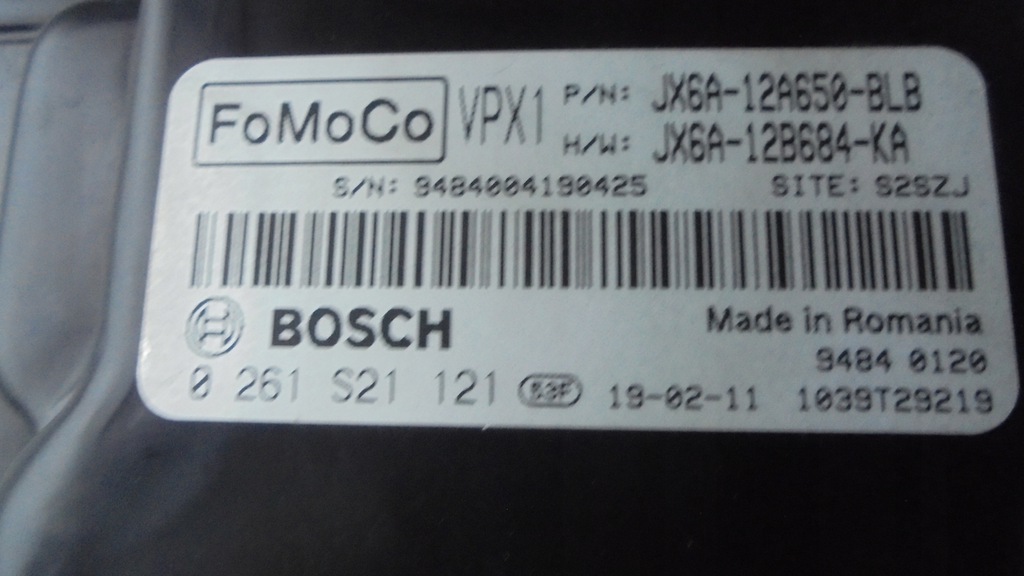 FoMoCo VPX1 P/N: JX6A-12A650-BLB
H/W: JX6A-12B684-KA
S/N: 9484004190425 SITE: S2SZJ
BOSCH Made in Romania
9484 0120
0 261 S21 121 53F 19-02-11 1039T29219